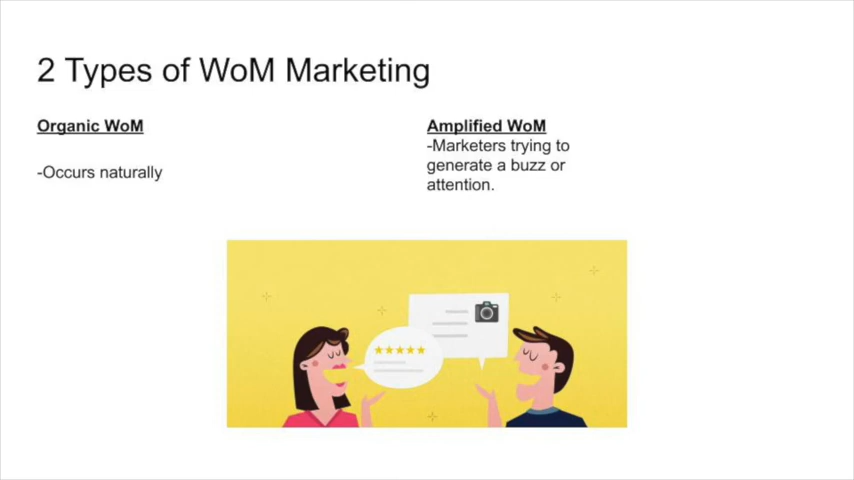 2 Types of WoM Marketing
Organic WoM
-Occurs naturally
Amplified WoM
-Marketers trying to
generate a buzz or
attention.